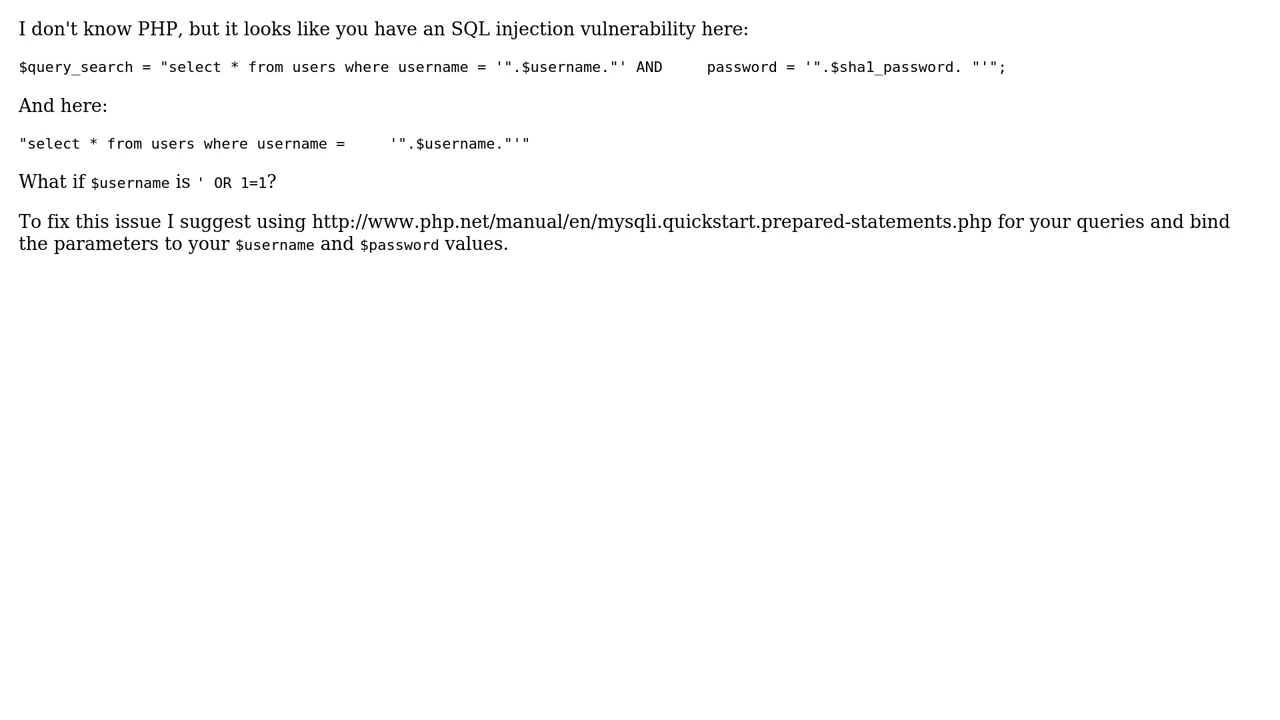 I don't know PHP, but it looks like you have an SQL injection vulnerability here:
$query_search = "select * from users where username = '".$username."' AND     password = '".$sha1_password. "'";
And here:
"select * from users where username =     '".$username."'"
What if $username is ' OR 1=1?
To fix this issue I suggest using http://www.php.net/manual/en/mysqli.quickstart.prepared-statements.php for your queries and bind
the parameters to your $username and $password values.